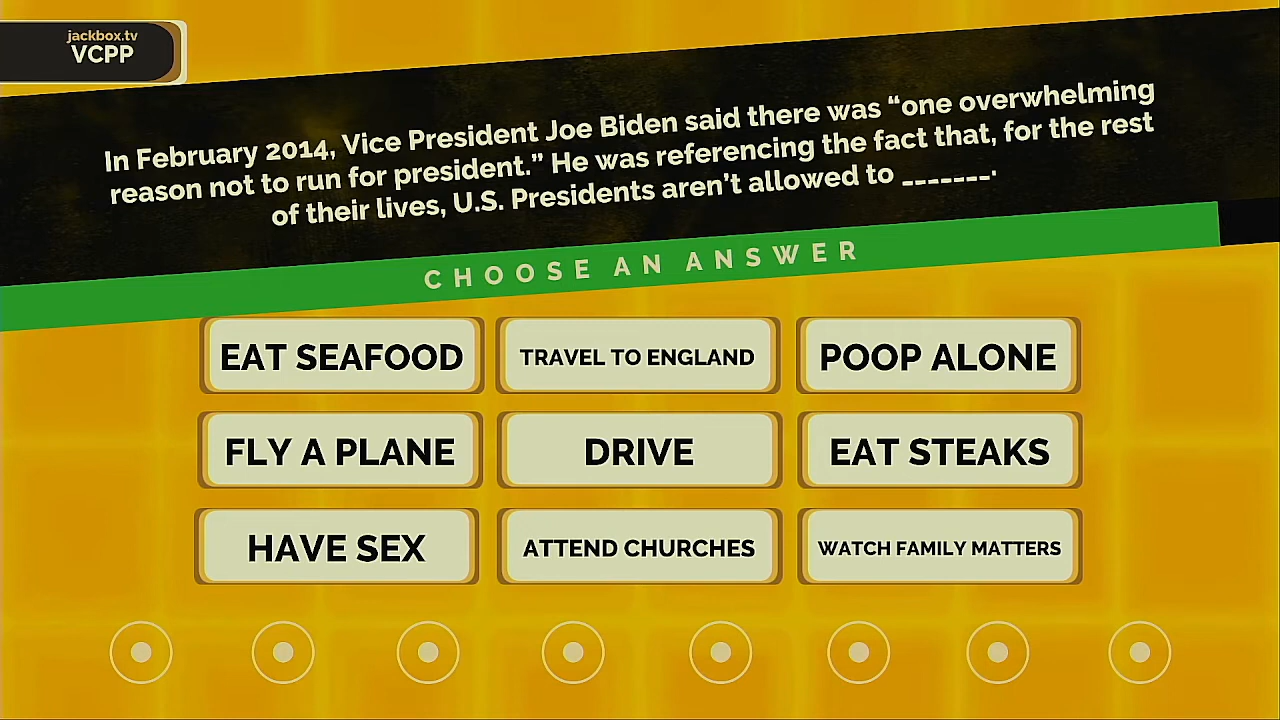 jackbox.tv
VCPP
In February 2014, Vice President Joe Biden said there was “one overwhelming
reason not to run for president.” He was referencing the fact that, for the rest
of their lives, U.S. Presidents aren’t allowed to _______.
CHOOSE AN ANSWER
EAT SEAFOOD
TRAVEL TO ENGLAND
POOP ALONE
FLY A PLANE
DRIVE
EAT STEAKS
HAVE SEX
ATTEND CHURCHES
WATCH FAMILY MATTERS